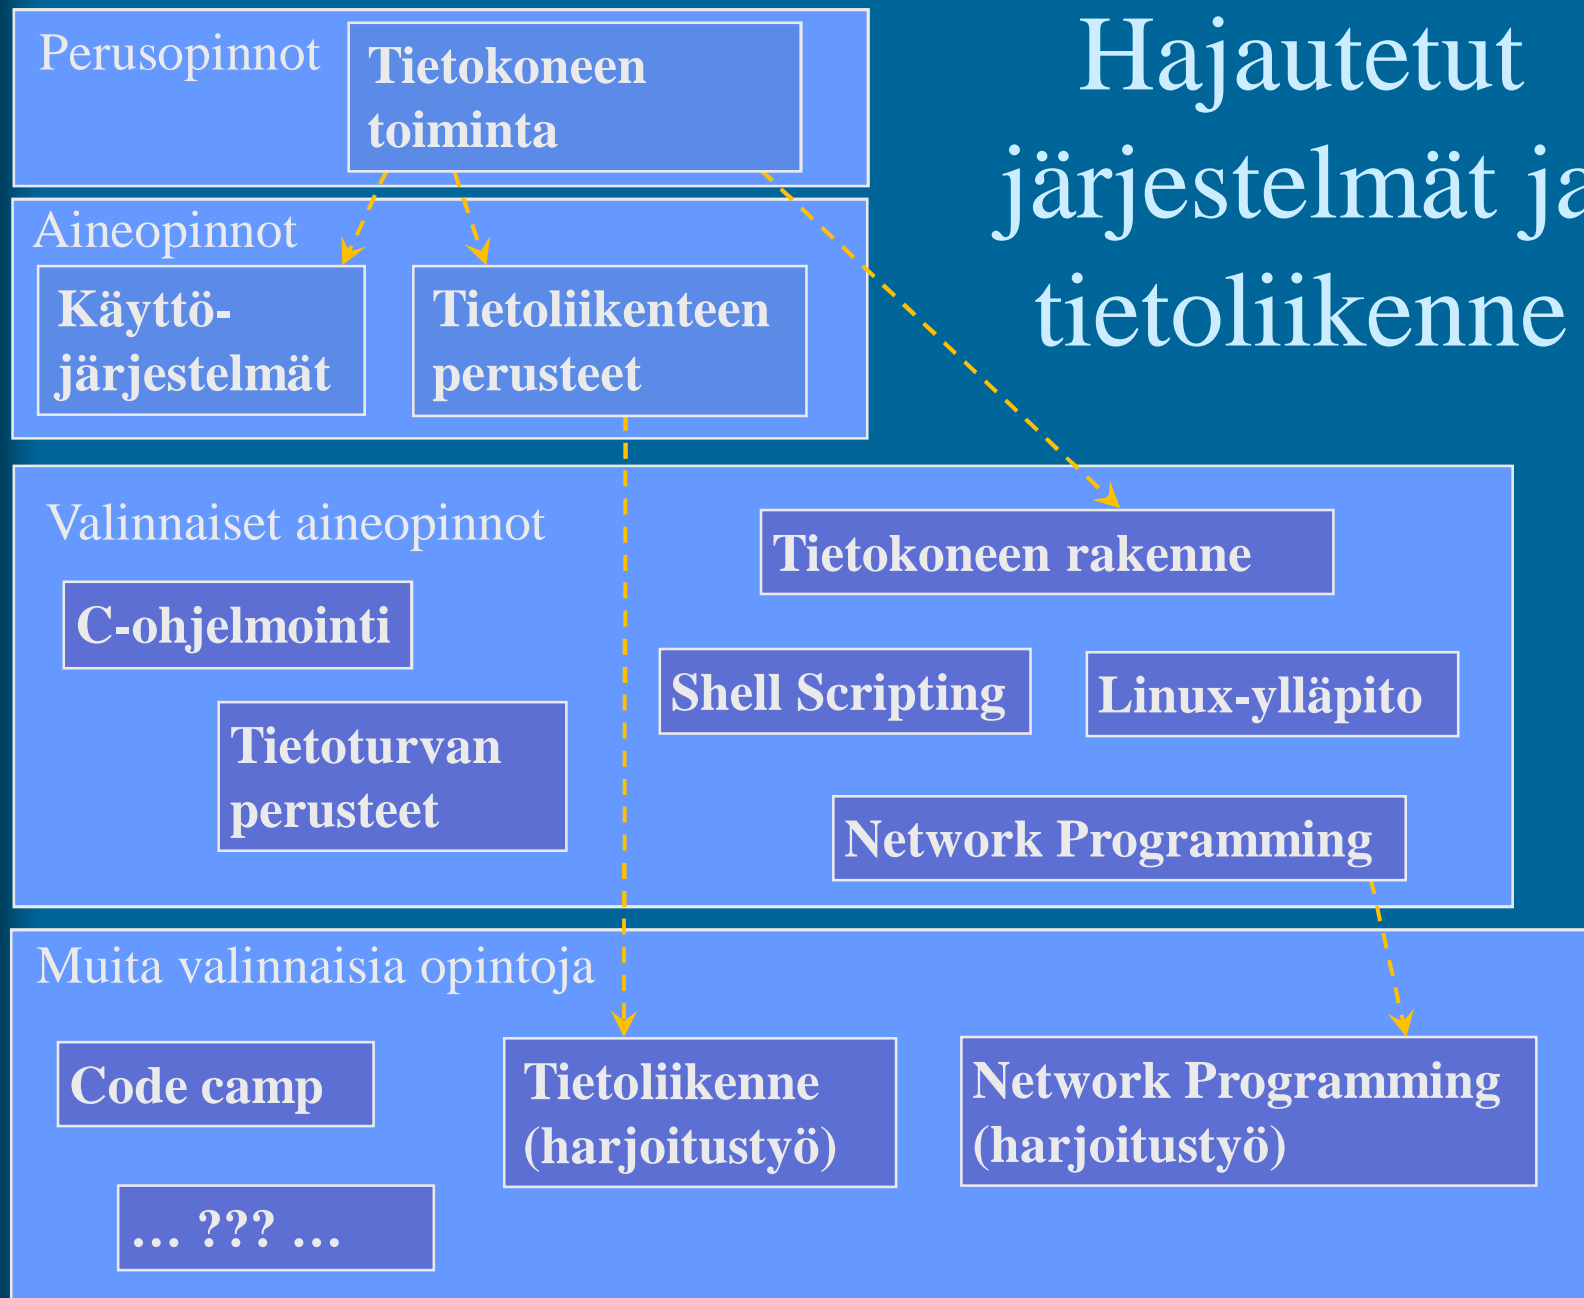 Hajautetut
järjestelmät ja
tietoliikenne
Perusopinnot
Tietokoneen
toiminta
Aineopinnot
Käyttö-
järjestelmät
Tietoliikenteen
perusteet
Valinnaiset aineopinnot
Tietokoneen rakenne
C-ohjelmointi
Shell Scripting
Linux-ylläpito
Tietoturvan
perusteet
Network Programming
Muita valinnaisia opintoja
Code camp
Tietoliikenne
(harjoitustyö)
Network Programming
(harjoitustyö)
... ??? ...